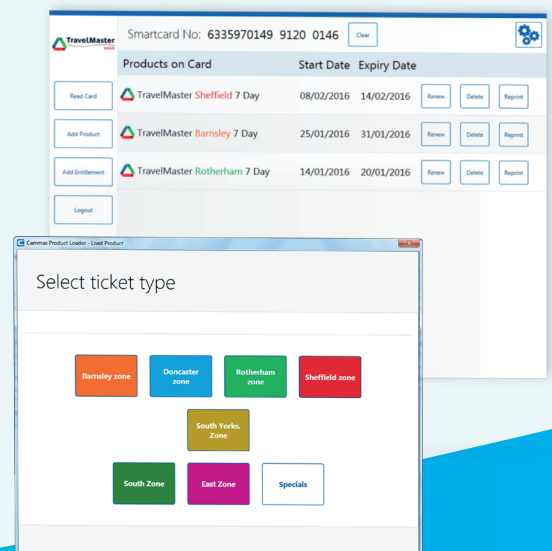 TravelMaster
smart
Smartcard No: 6335970149 9120 0146 Clear
Products on Card Start Date Expiry Date
Read Card
TravelMaster Sheffield 7 Day 08/02/2016 14/02/2016 Renew Delete Reprint
Add Product
TravelMaster Barnsley 7 Day 25/01/2016 31/01/2016 Renew Delete Reprint
Add Entitlement
TravelMaster Rotherham 7 Day 14/01/2016 20/01/2016 Renew Delete Reprint
Logout
Cammax Product Loader - Load Product
Select ticket type
Barnsley zone
Doncaster
zone
Rotherham
zone
Sheffield zone
South Yorks.
Zone
South Zone
East Zone
Specials